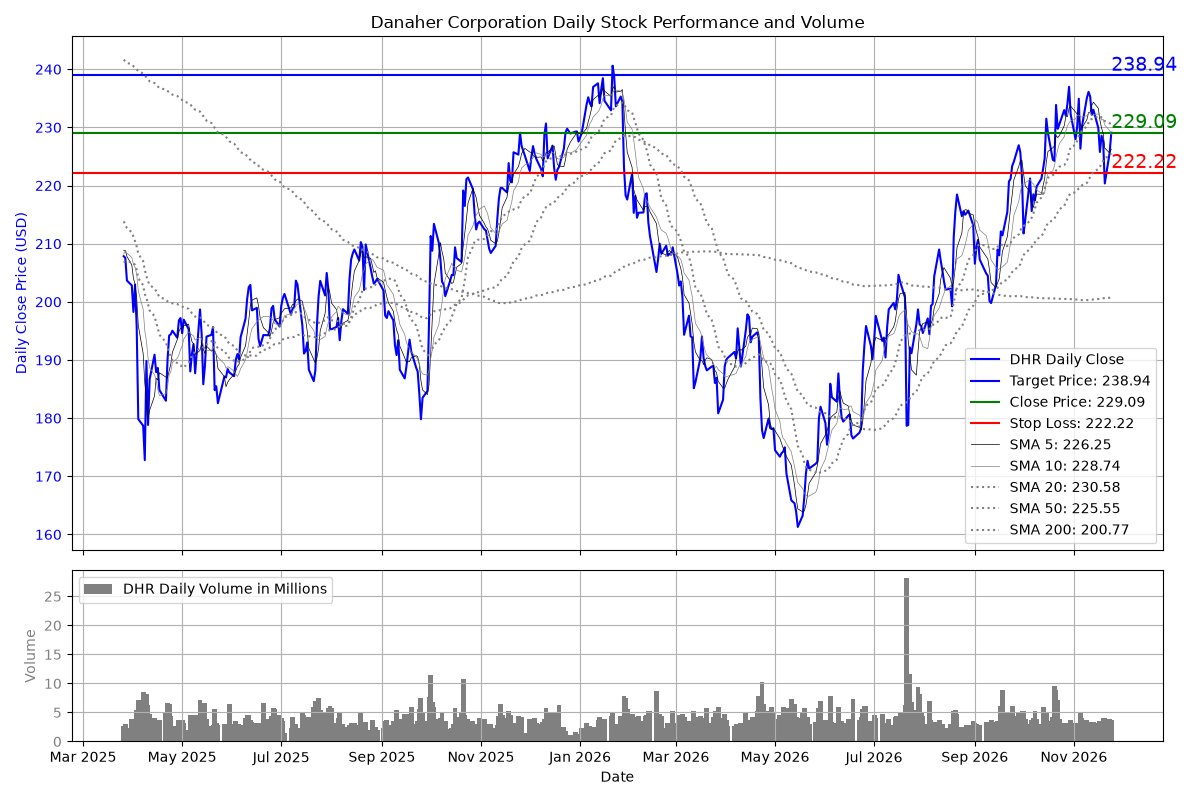 Danaher Corporation Daily Stock Performance and Volume
Daily Close Price (USD)
240
230
220
210
200
190
180
170
160
238.94
229.09
222.22
DHR Daily Close
Target Price: 238.94
Close Price: 229.09
Stop Loss: 222.22
SMA 5: 226.25
SMA 10: 228.74
SMA 20: 230.58
SMA 50: 225.55
SMA 200: 200.77
DHR Daily Volume in Millions
Volume
25
20
15
10
5
0
Mar 2025 May 2025 Jul 2025 Sep 2025 Nov 2025 Jan 2026 Mar 2026 May 2026 Jul 2026 Sep 2026 Nov 2026
Date